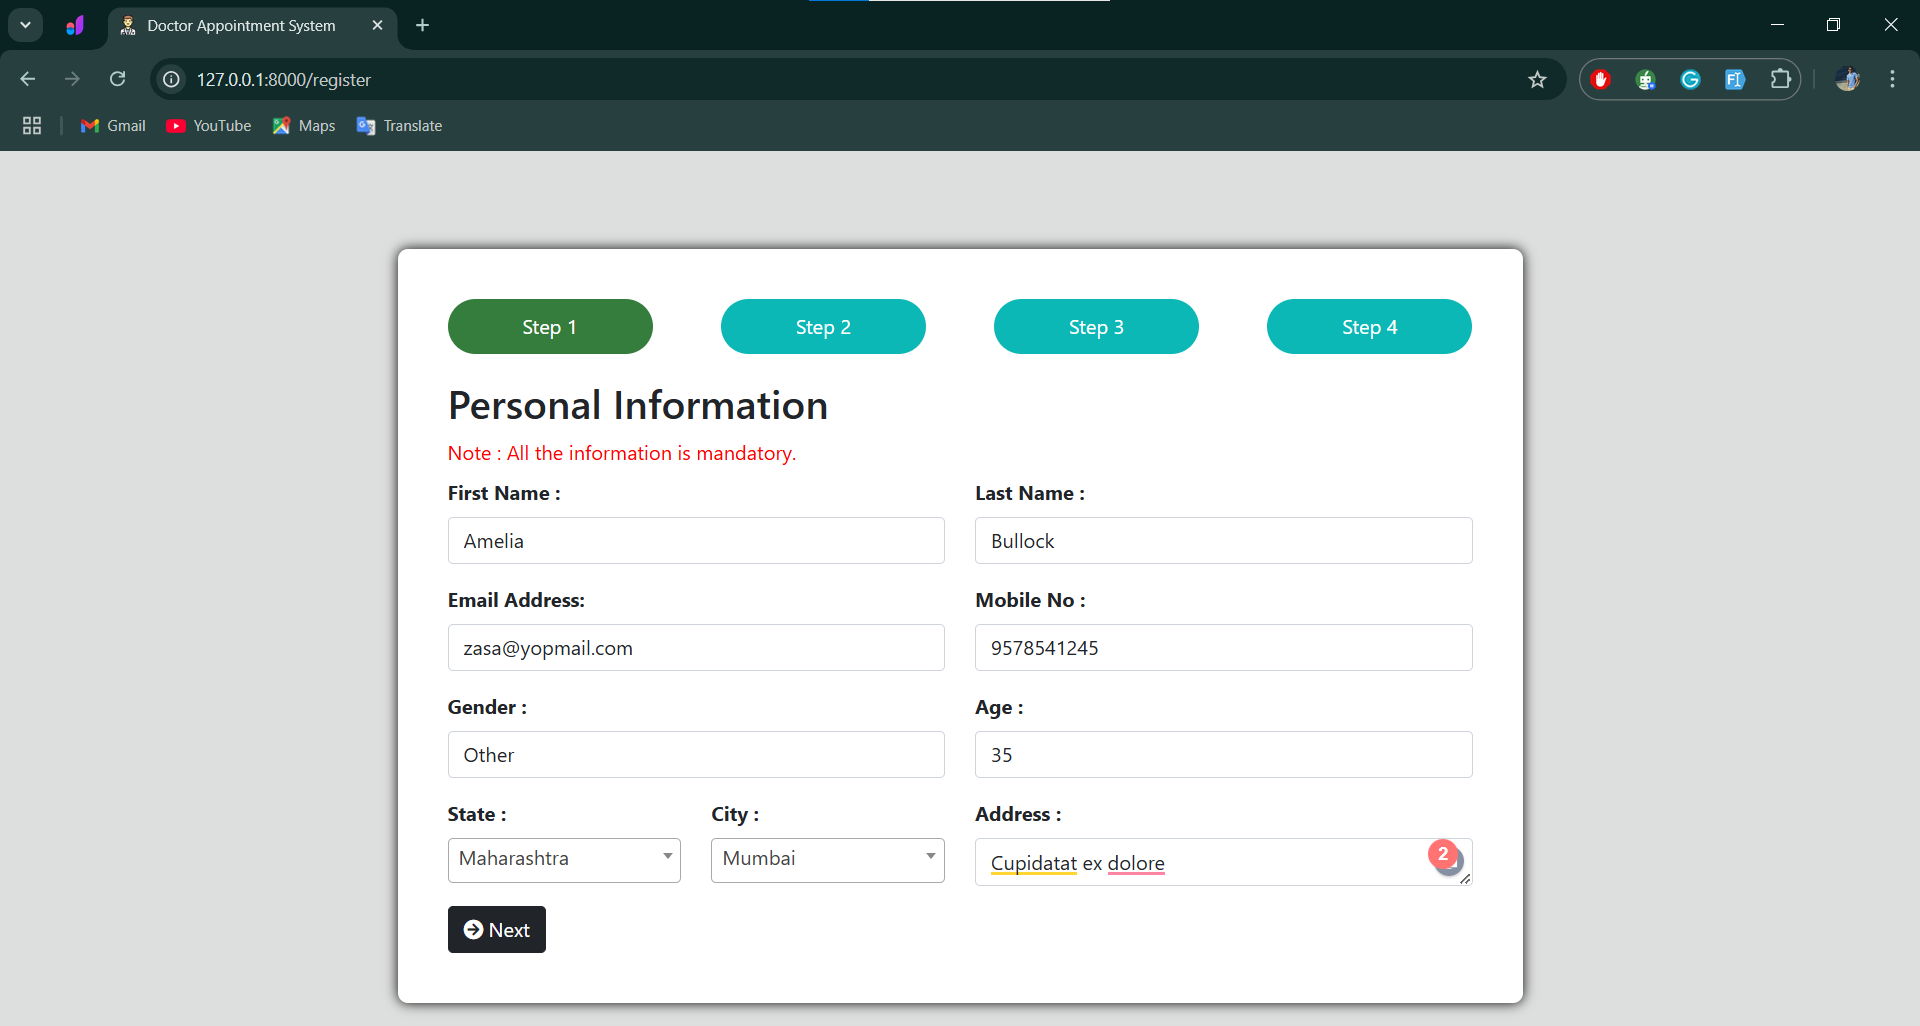 Doctor Appointment System
127.0.0.1:8000/register
Gmail YouTube Maps Translate
Step 1 Step 2 Step 3 Step 4
Personal Information
Note : All the information is mandatory.
First Name : Last Name :
Amelia Bullock
Email Address: Mobile No :
zasa@yopmail.com 9578541245
Gender : Age :
Other 35
State : City : Address :
Maharashtra Mumbai Cupidatat ex dolore 2
Next